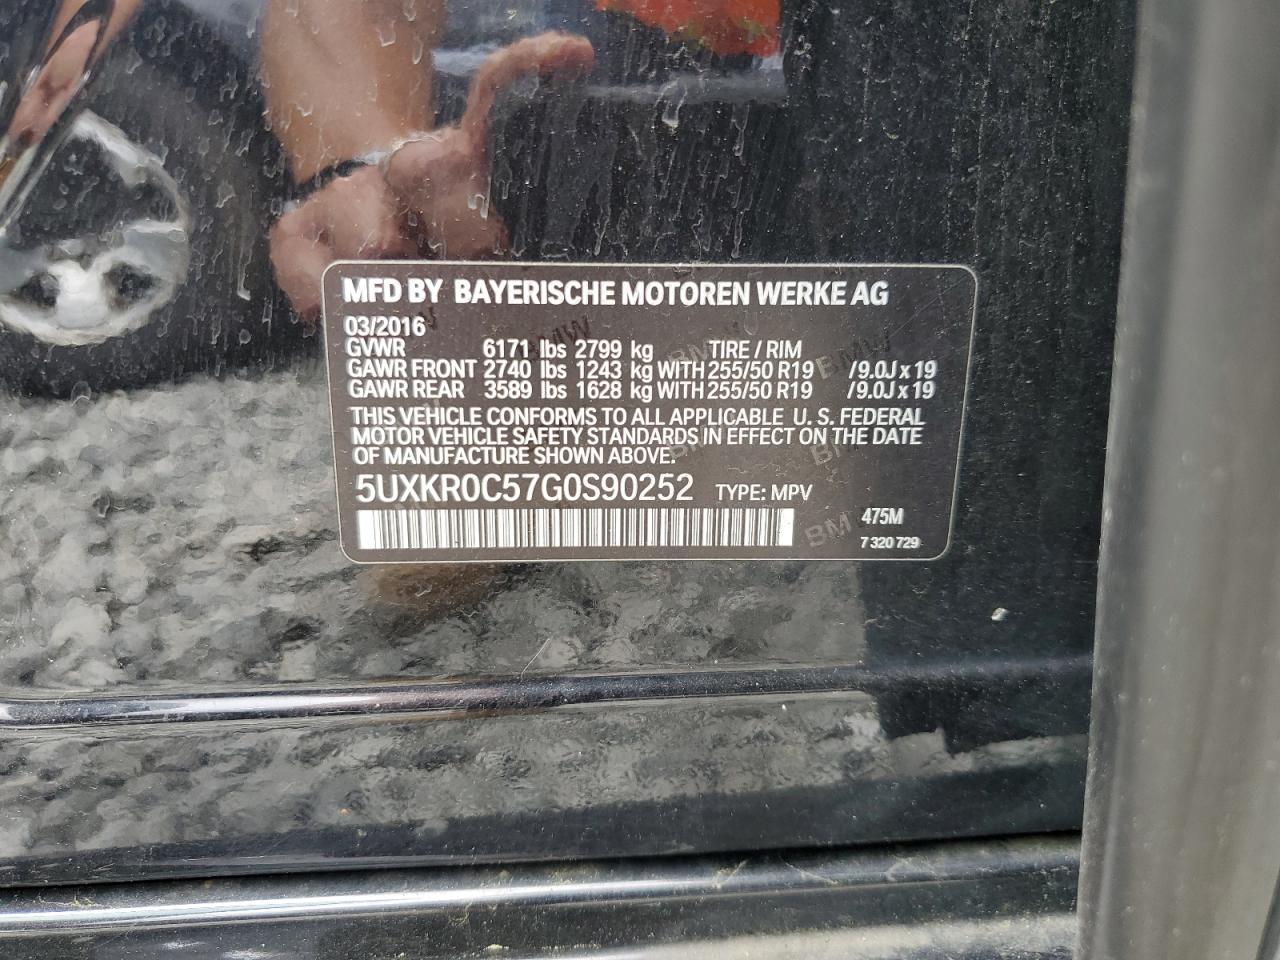 MFD BY BAYERISCHE MOTOREN WERKE AG
03/2016
GVWR 6171 lbs 2799 kg TIRE / RIM
GAWR FRONT 2740 lbs 1243 kg WITH 255/50 R19 /9.0J x 19
GAWR REAR 3589 lbs 1628 kg WITH 255/50 R19 /9.0J x 19
THIS VEHICLE CONFORMS TO ALL APPLICABLE U. S. FEDERAL
MOTOR VEHICLE SAFETY STANDARDS IN EFFECT ON THE DATE
OF MANUFACTURE SHOWN ABOVE.
5UXKR0C57G0S90252 TYPE: MPV
475M
7 320 729